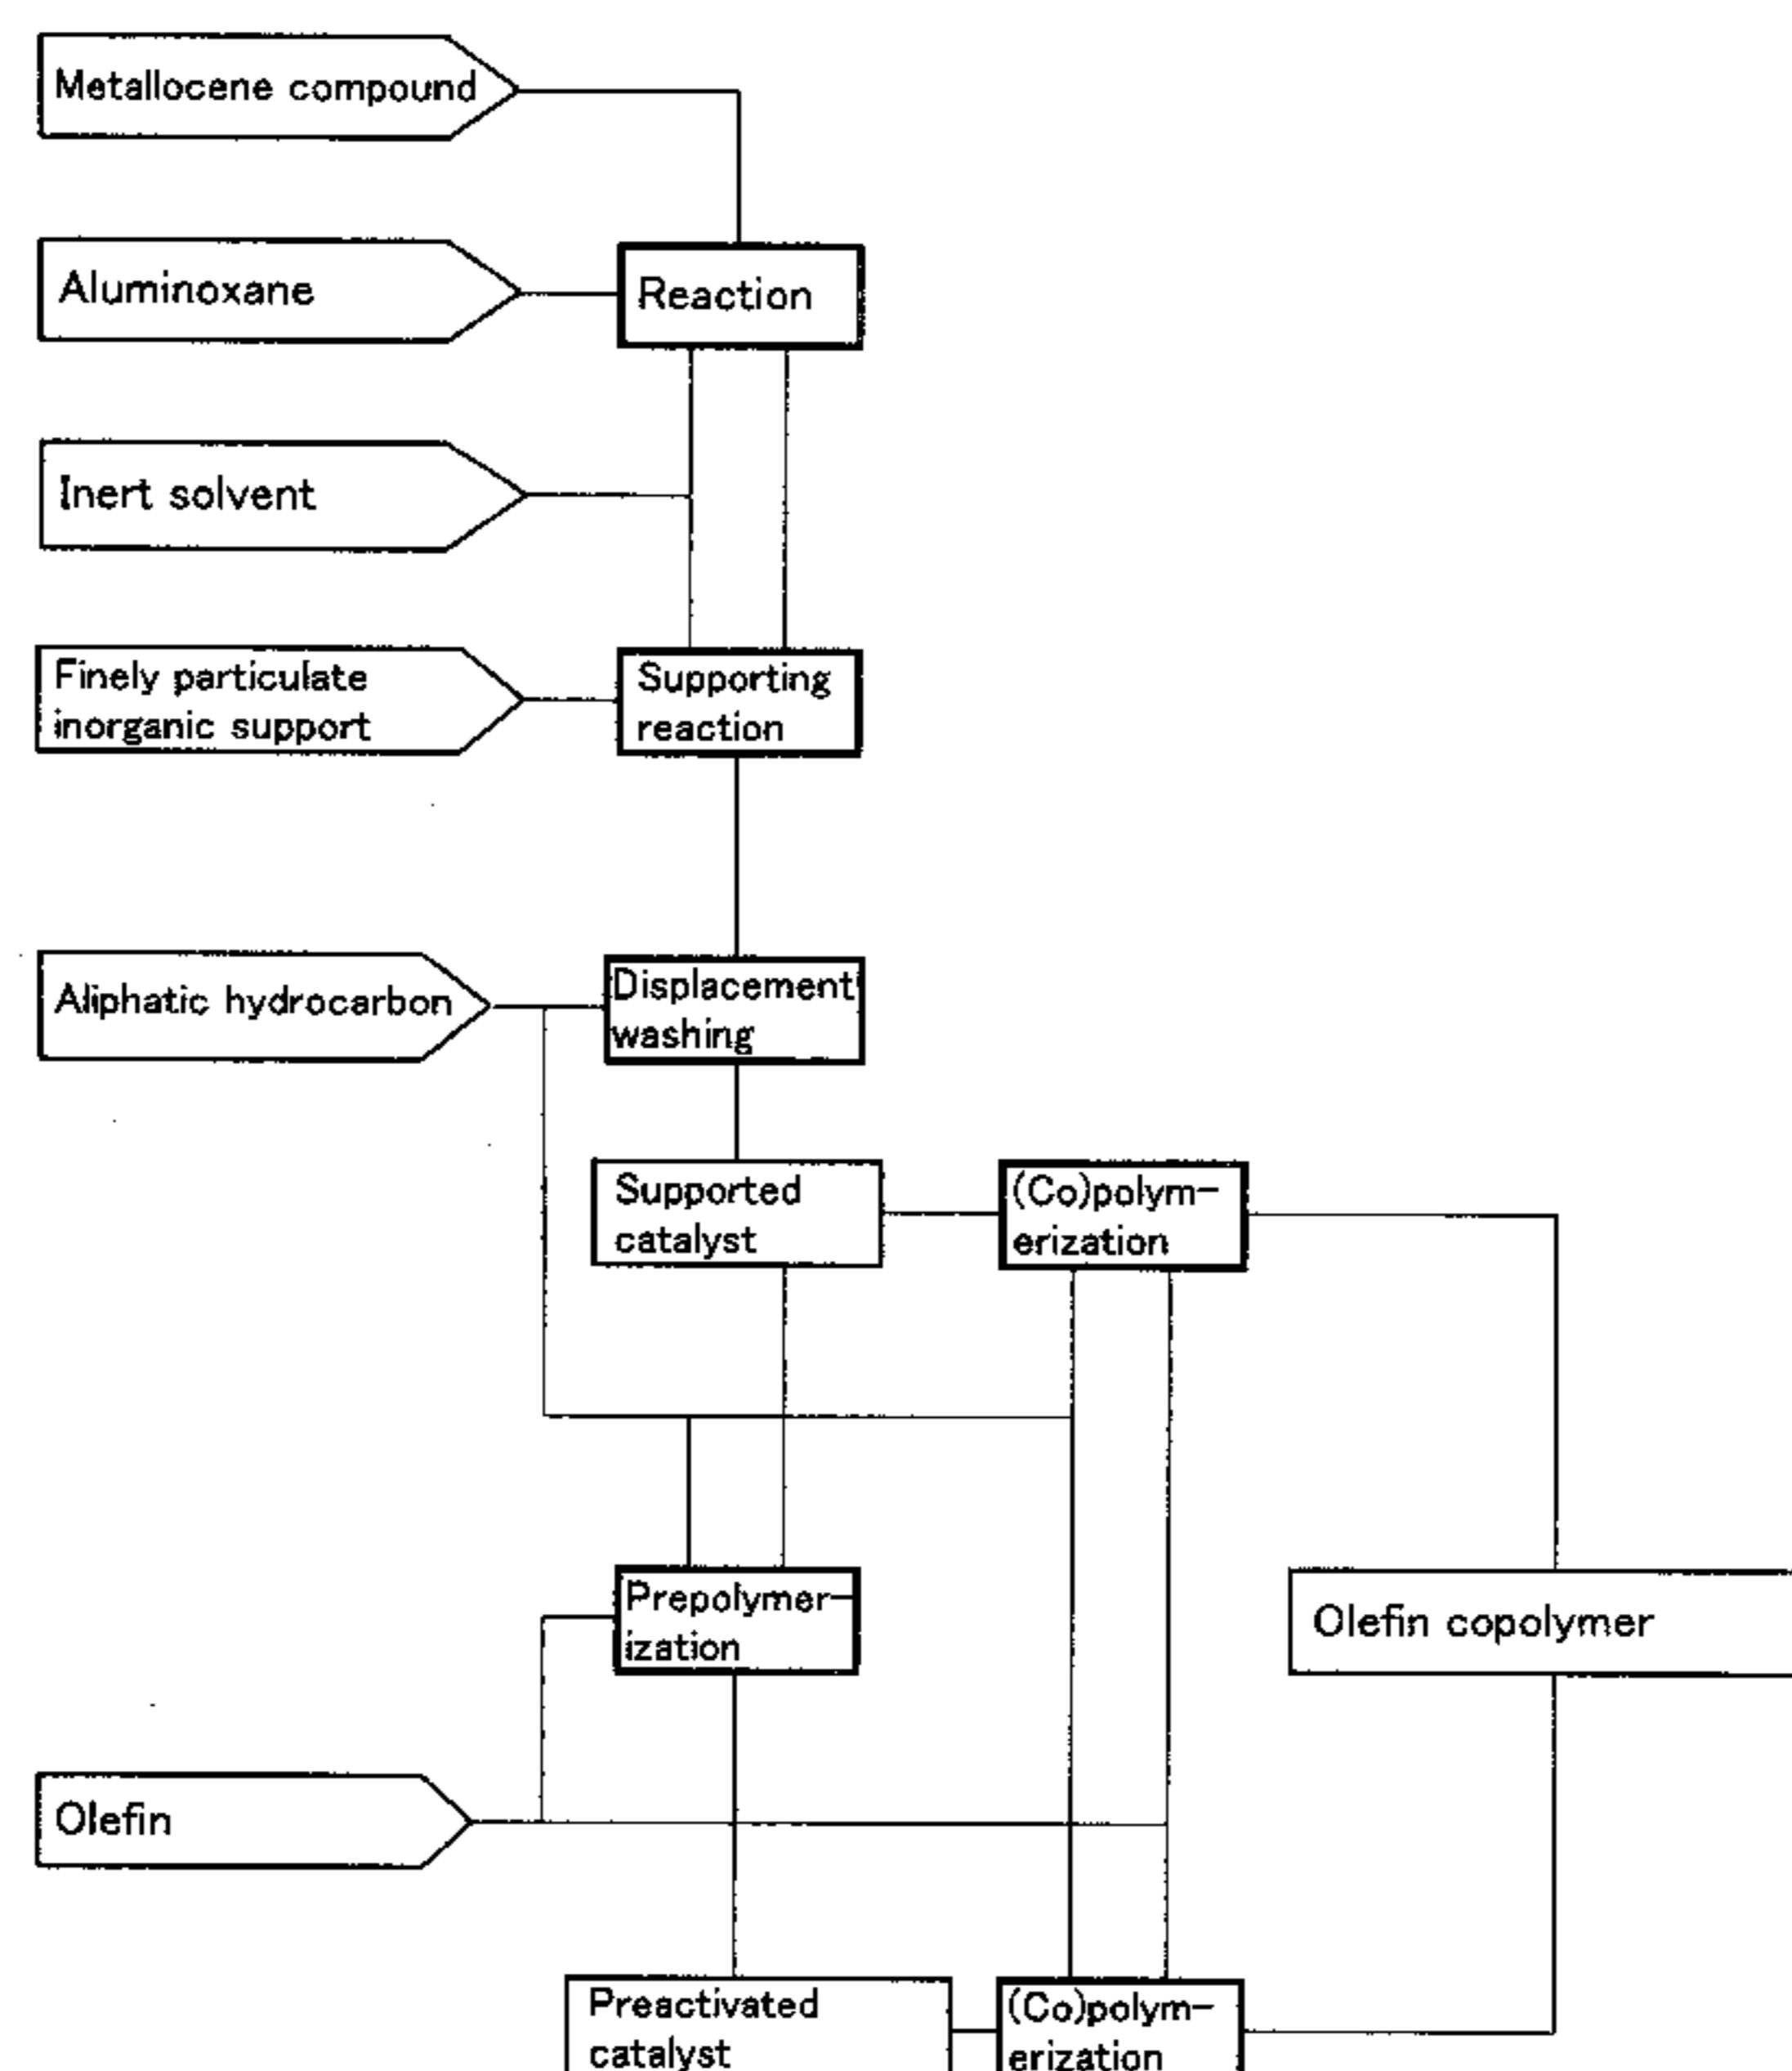 Metallocene compound
Aluminoxane
Reaction
Inert solvent
Finely particulate
inorganic support
Supporting
reaction
Aliphatic hydrocarbon
Displacement
washing
Supported
catalyst
(Co)polym-
erization
Prepolymer-
ization
Olefin copolymer
Olefin
Preactivated
catalyst
(Co)polym-
erization